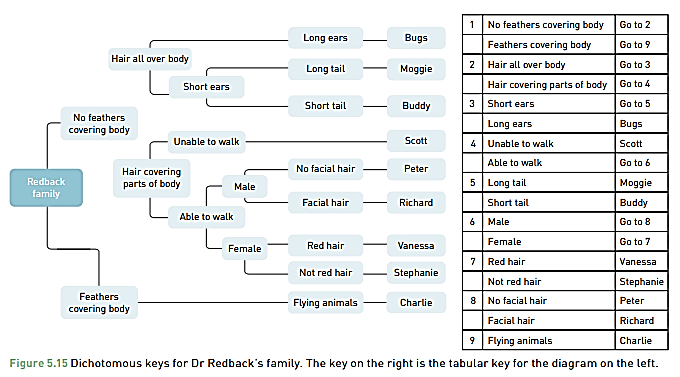 Long ears
Bugs
Hair all over body
Long tail
Moggie
Short ears
Short tail
Buddy
No feathers
covering body
Unable to walk
Scott
Hair covering
parts of body
No facial hair
Peter
Male
Redback
family
Facial hair
Richard
Able to walk
Female
Red hair
Vanessa
Not red hair
Stephanie
Feathers
covering body
Flying animals
Charlie
1 No feathers covering body Go to 2
Feathers covering body Go to 9
2 Hair all over body Go to 3
Hair covering parts of body Go to 4
3 Short ears Go to 5
Long ears Bugs
4 Unable to walk Scott
Able to walk Go to 6
5 Long tail Moggie
Short tail Buddy
6 Male Go to 8
Female Go to 7
7 Red hair Vanessa
Not red hair Stephanie
8 No facial hair Peter
Facial hair Richard
9 Flying animals Charlie
Figure 5.15 Dichotomous keys for Dr Redback's family. The key on the right is the tabular key for the diagram on the left.